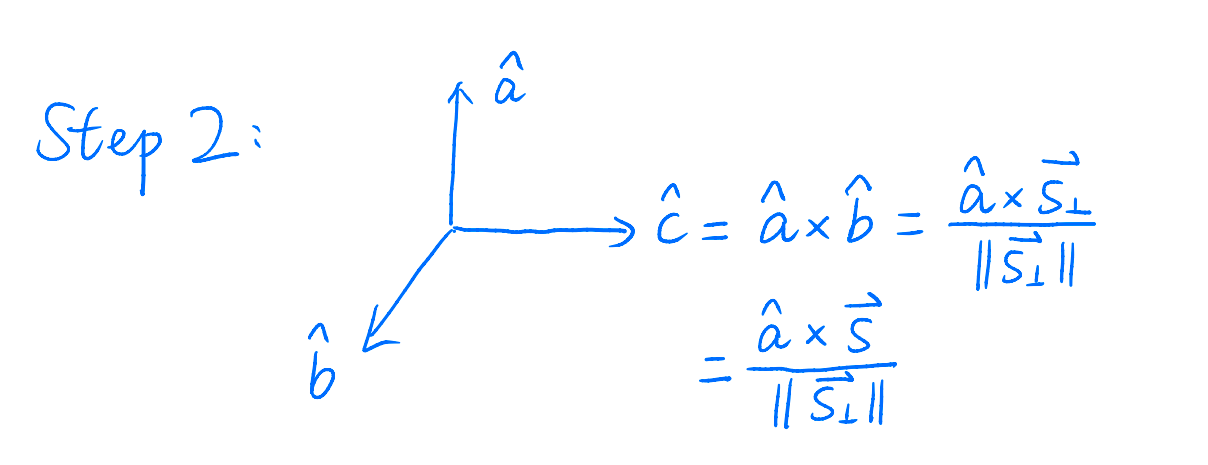 Step 2:
â
ĉ = â × b̂ = (â × s⃗⊥) / ‖s⃗⊥‖
b̂
= (â × s⃗) / ‖s⃗⊥‖